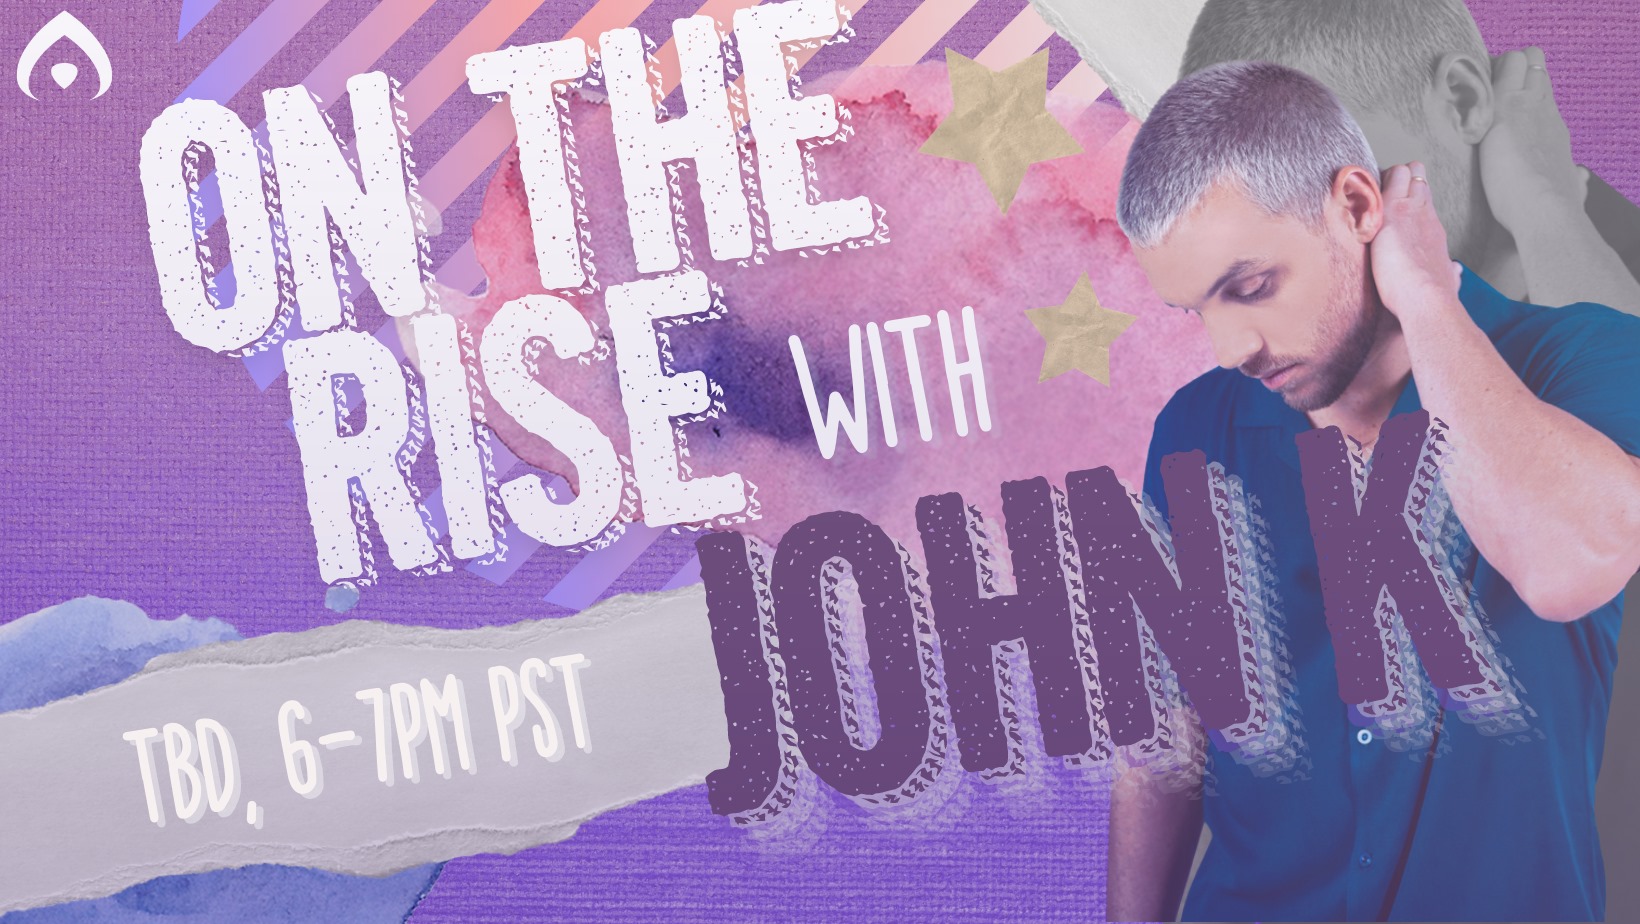 ON THE
RISE WITH
JOHN K
TBD, 6-7PM PST